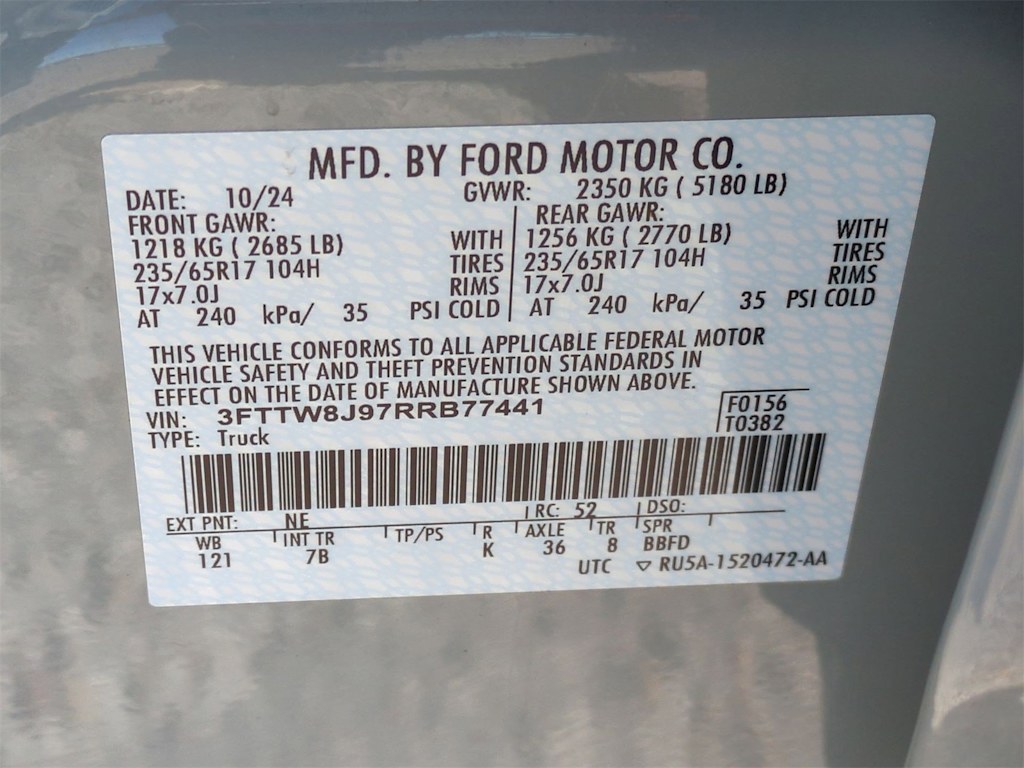 MFD. BY FORD MOTOR CO.
DATE: 10/24 GVWR: 2350 KG ( 5180 LB)
FRONT GAWR: REAR GAWR:
1218 KG ( 2685 LB) WITH 1256 KG ( 2770 LB) WITH
235/65R17 104H TIRES 235/65R17 104H TIRES
17x7.0J RIMS 17x7.0J RIMS
AT 240 kPa/ 35 PSI COLD AT 240 kPa/ 35 PSI COLD
THIS VEHICLE CONFORMS TO ALL APPLICABLE FEDERAL MOTOR
VEHICLE SAFETY AND THEFT PREVENTION STANDARDS IN
EFFECT ON THE DATE OF MANUFACTURE SHOWN ABOVE.
VIN: 3FTTW8J97RRB77441 F0156
TYPE: Truck T0382
EXT PNT: NE RC: 52 DSO:
WB INT TR TP/PS R AXLE TR SPR
121 7B K 36 8 BBFD
UTC ▽ RU5A-1520472-AA